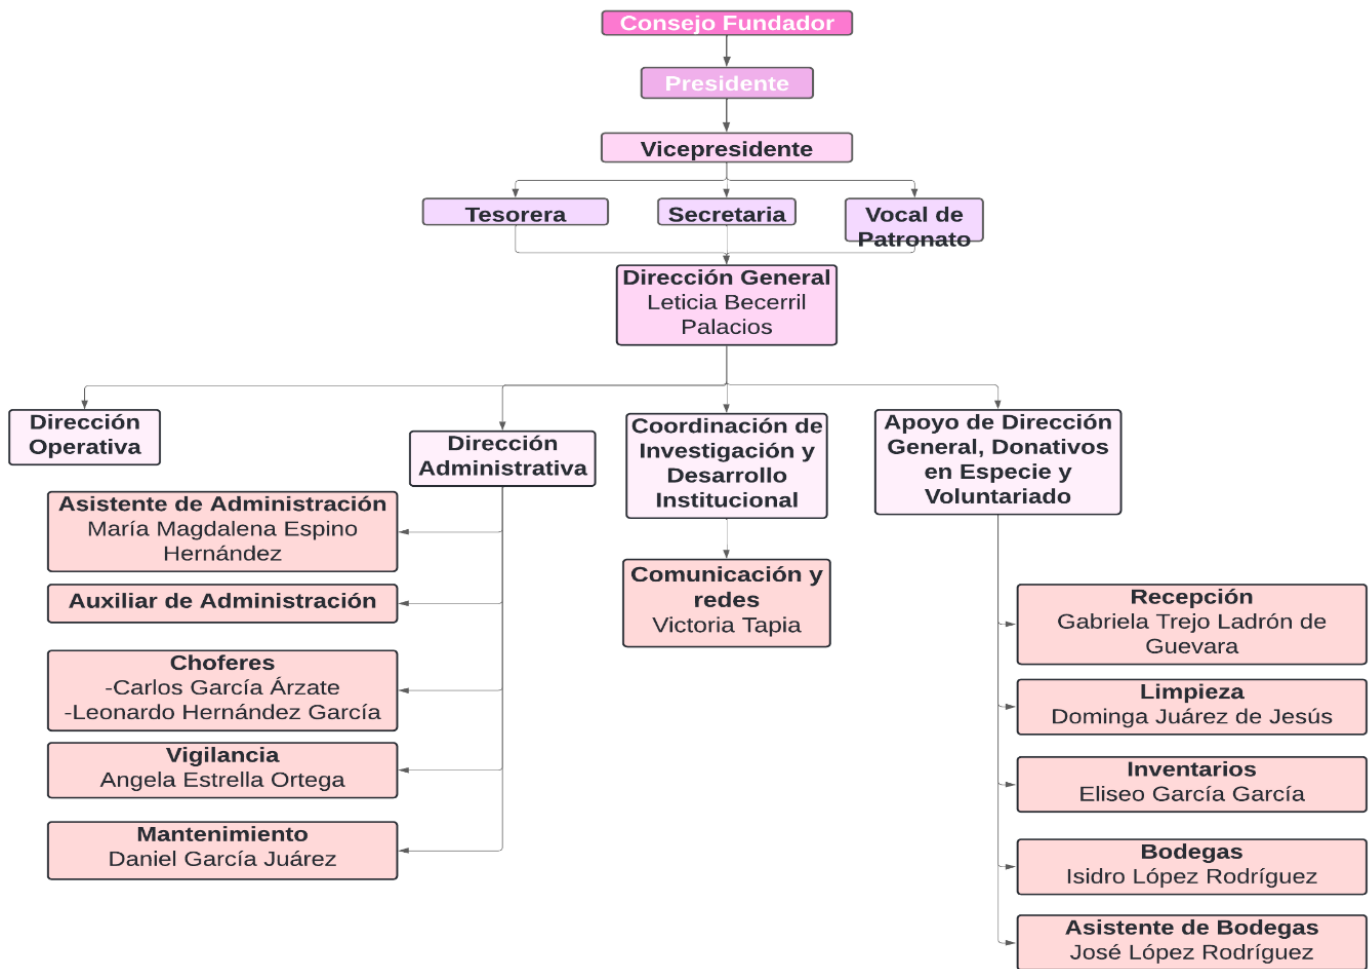 Consejo Fundador
Presidente
Vicepresidente
Tesorera
Secretaria
Vocal de
Patronato
Dirección General
Leticia Becerril
Palacios
Dirección
Operativa
Dirección
Administrativa
Coordinación de
Investigación y
Desarrollo
Institucional
Apoyo de Dirección
General, Donativos
en Especie y
Voluntariado
Asistente de Administración
María Magdalena Espino
Hernández
Auxiliar de Administración
Choferes
-Carlos García Árzate
-Leonardo Hernández García
Vigilancia
Angela Estrella Ortega
Mantenimiento
Daniel García Juárez
Comunicación y
redes
Victoria Tapia
Recepción
Gabriela Trejo Ladrón de
Guevara
Limpieza
Dominga Juárez de Jesús
Inventarios
Eliseo García García
Bodegas
Isidro López Rodríguez
Asistente de Bodegas
José López Rodríguez